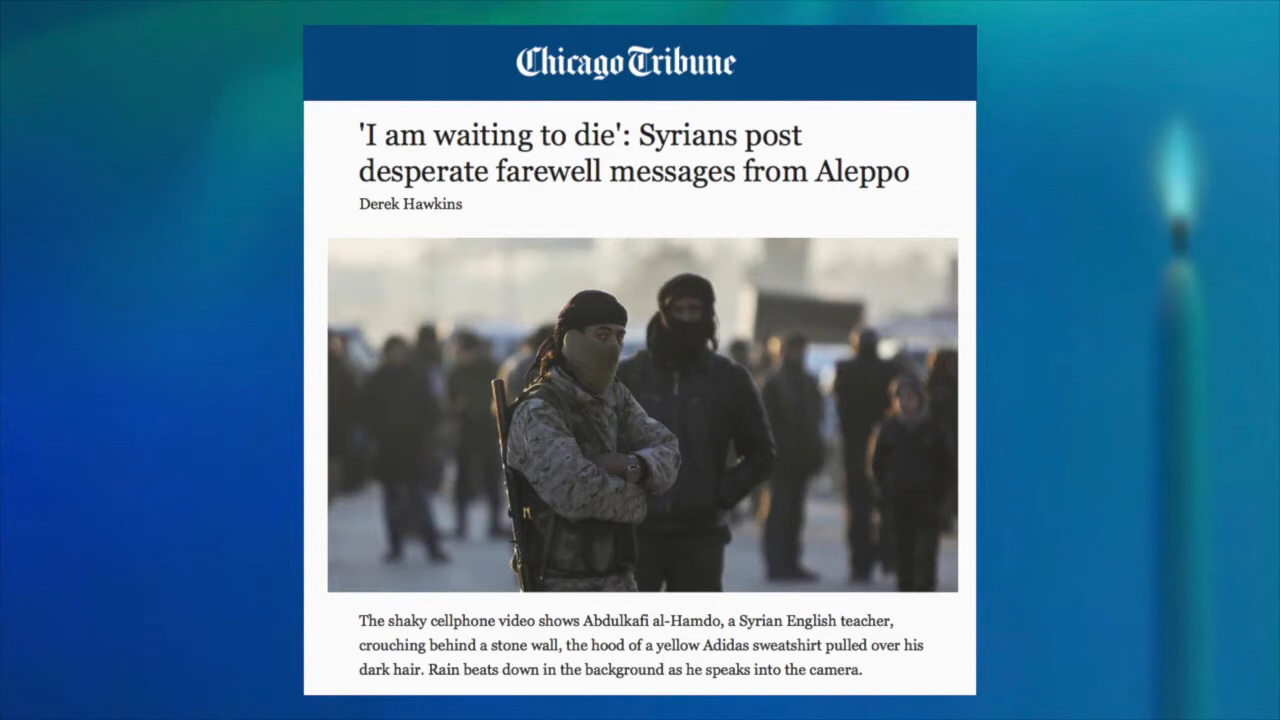 Chicago Tribune
'I am waiting to die': Syrians post
desperate farewell messages from Aleppo
Derek Hawkins
The shaky cellphone video shows Abdulkafi al-Hamdo, a Syrian English teacher,
crouching behind a stone wall, the hood of a yellow Adidas sweatshirt pulled over his
dark hair. Rain beats down in the background as he speaks into the camera.